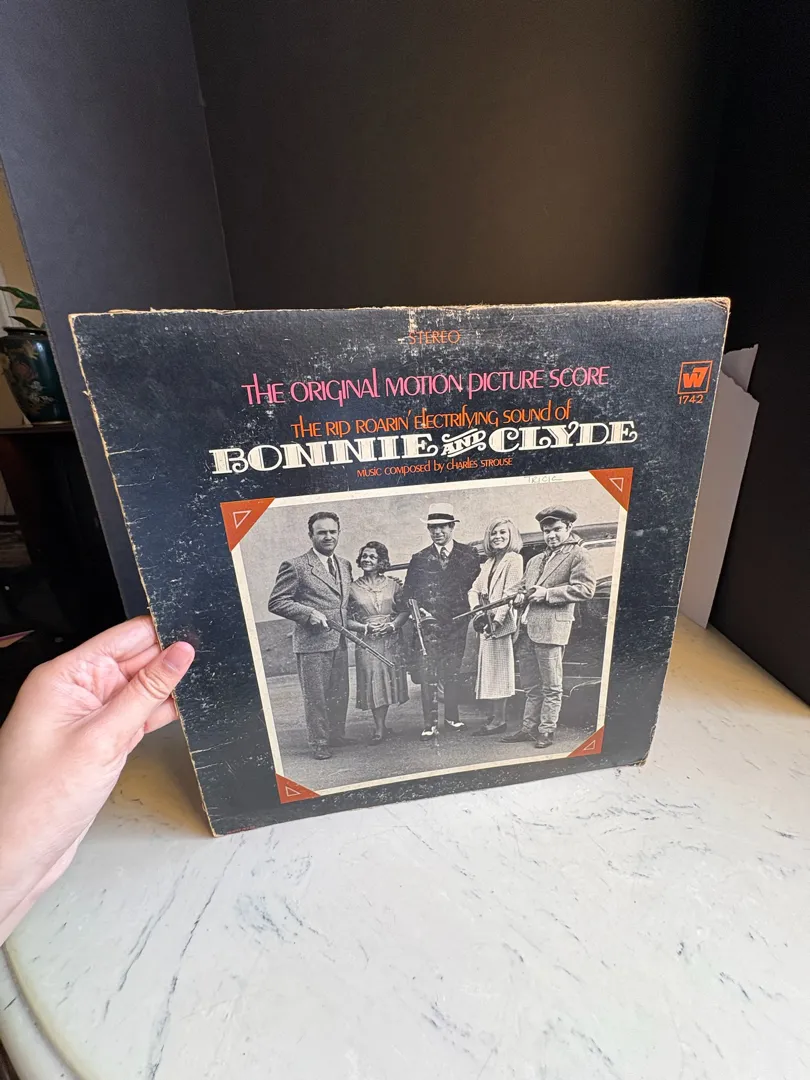 STEREO
THE ORIGINAL MOTION PICTURE SCORE
W7
1742
THE RIP ROARIN' ELECTRIFYING SOUND OF
BONNIE AND CLYDE
MUSIC COMPOSED by CHARLES STROUSE